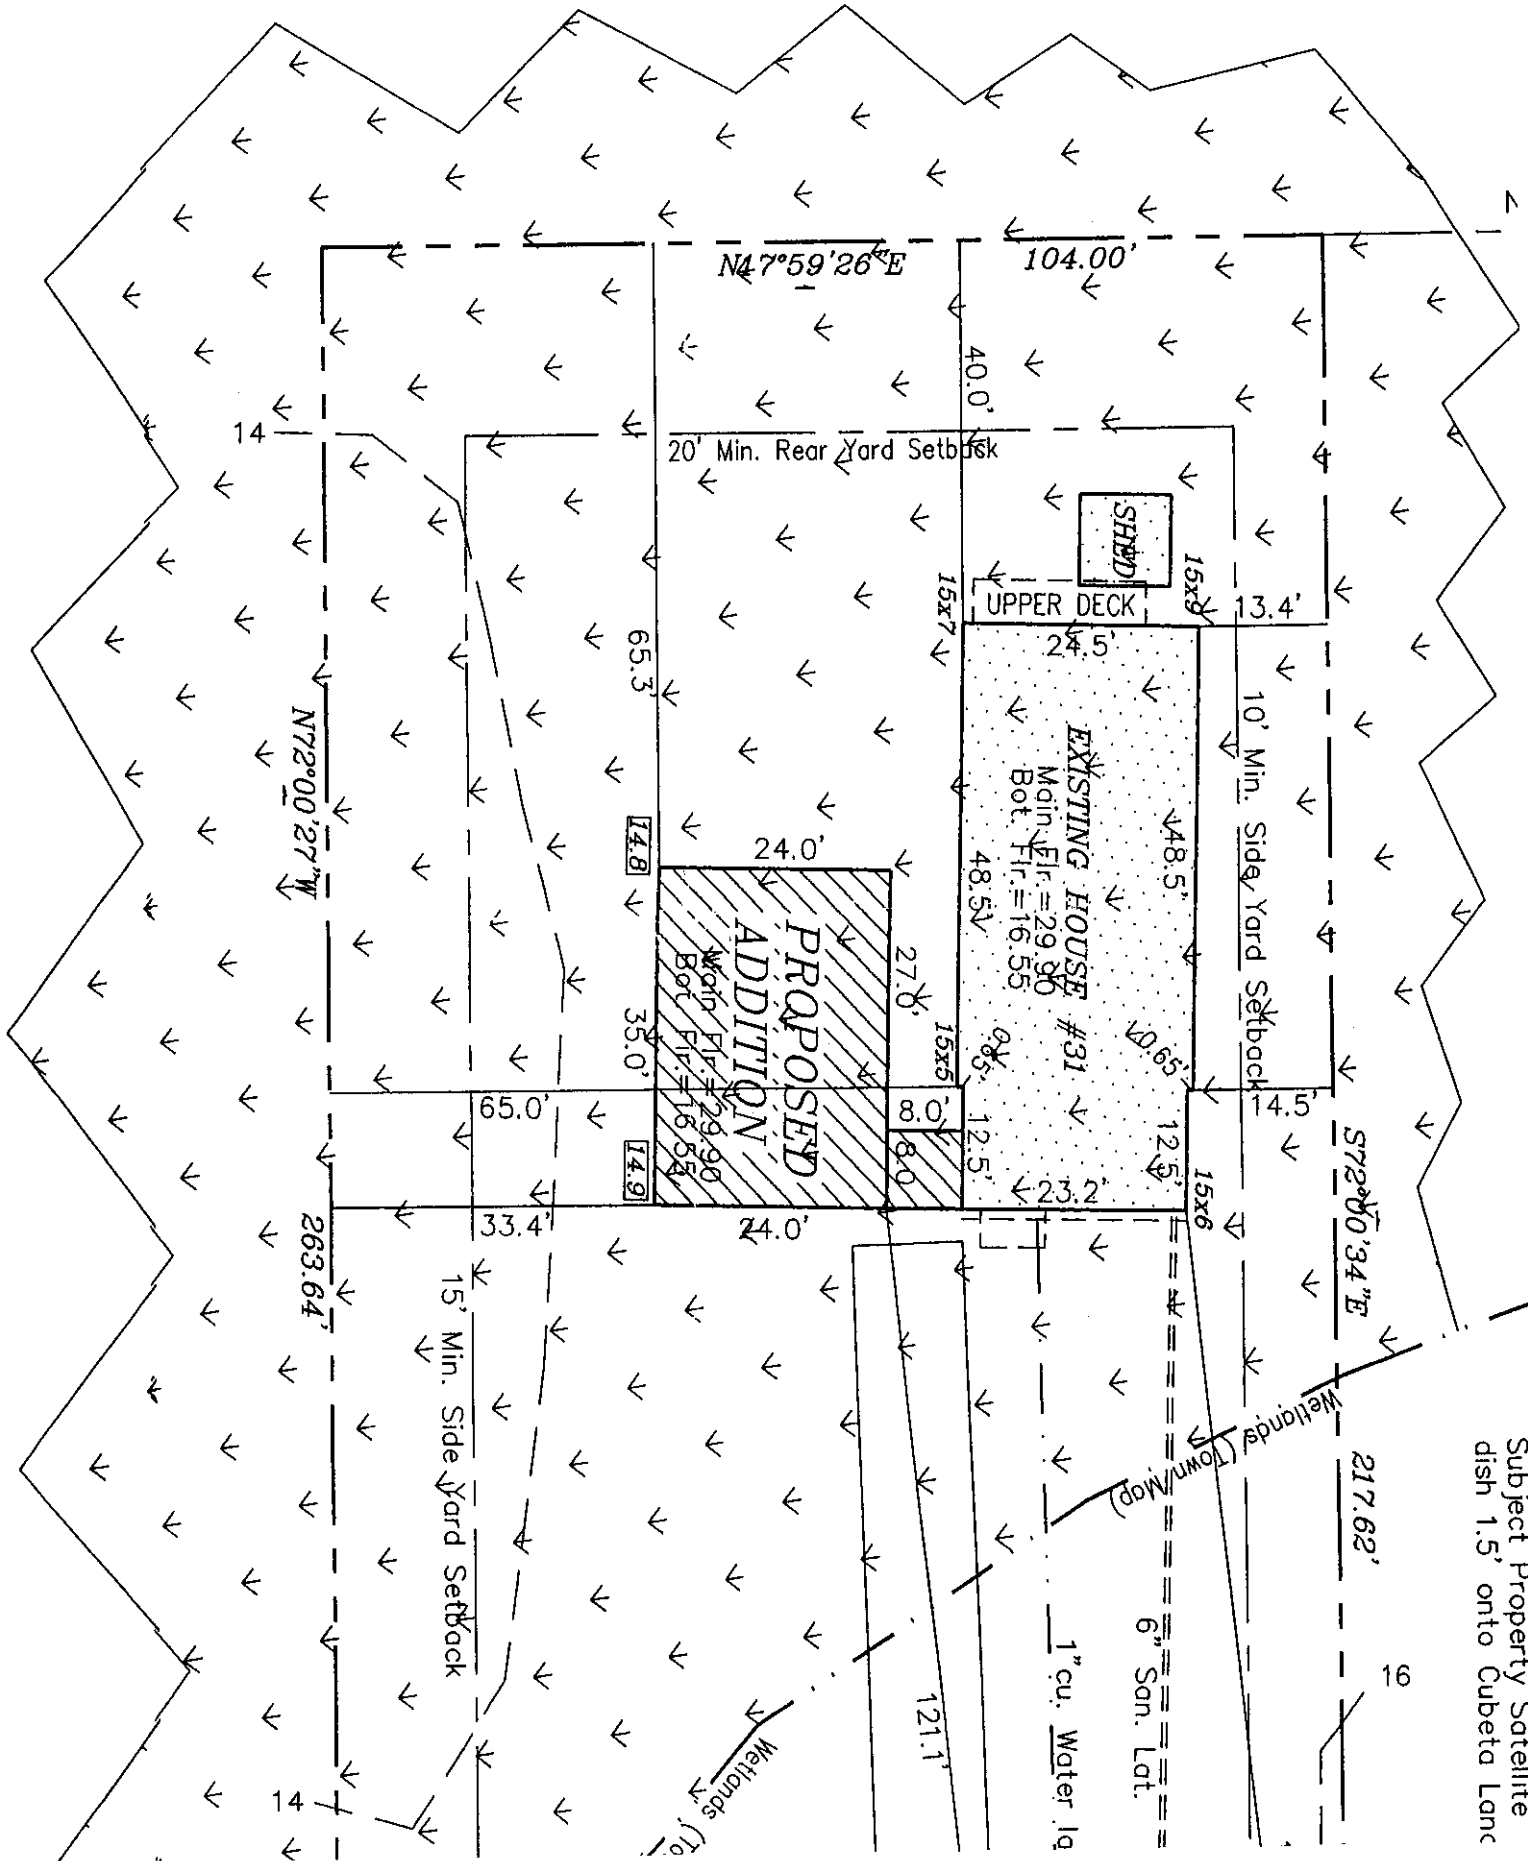 N47°59'26"E
104.00'
40.0'
14
20' Min. Rear Yard Setback
SHED
15x7
15x9
UPPER DECK
13.4'
24.5'
65.3'
10' Min. Side Yard Setback
N72°00'27"W
EXISTING HOUSE #31
Main Flr.=29.90
Bot. Flr.=16.55
48.5'
48.5'
14.8
24.0'
27.0'
PROPOSED
ADDITION
Main Flr.=29.90
Bot. Flr.=16.55
35.0'
15x5
0.65'
0.65'
65.0'
8.0'
8.0
12.5'
12.5'
14.5'
S72°00'34"E
14.9
23.2'
15x6
33.4'
24.0'
263.64'
15' Min. Side Yard Setback
Wetlands (Town Map)
217.62'
Subject Property Satellite
dish 1.5' onto Cubeta Land
6" San. Lat.
1"cu. Water
121.1'
16
Wetlands
14